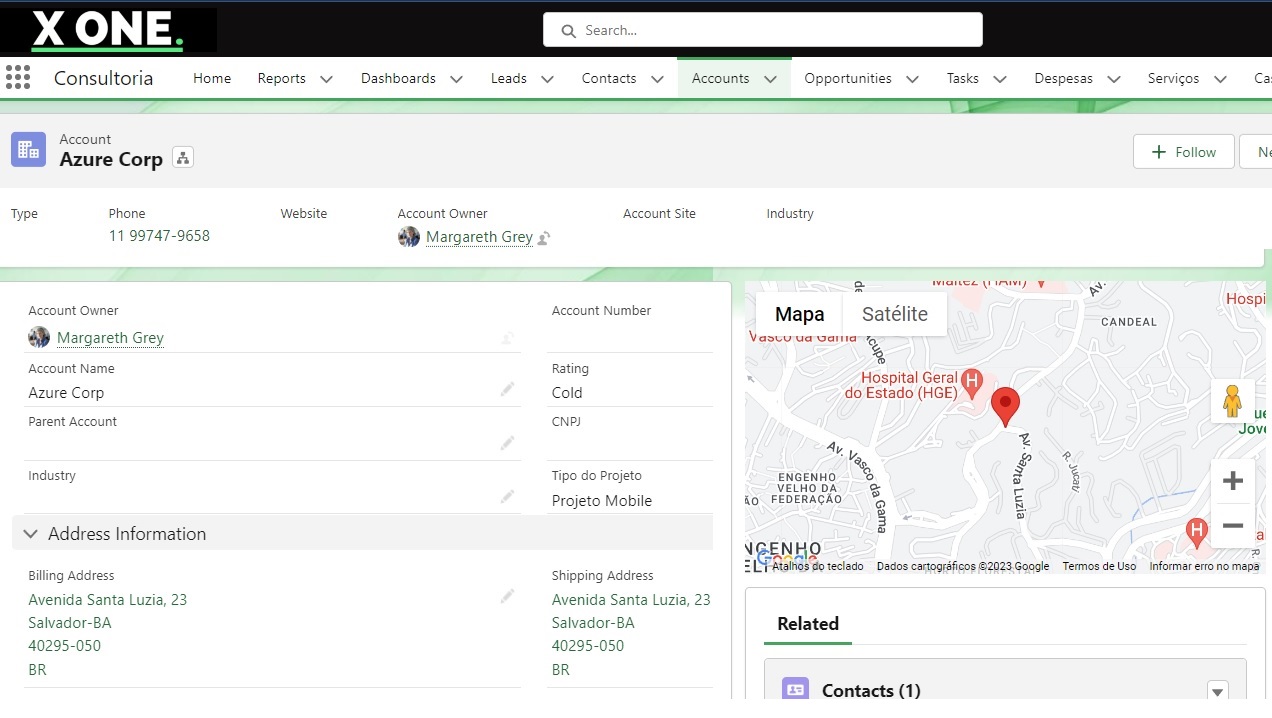 X ONE.
Search...
Consultoria
Home
Reports
Dashboards
Leads
Contacts
Accounts
Opportunities
Tasks
Despesas
Serviços
Ca
Account
Azure Corp
Follow
Ne
Type
Phone
Website
Account Owner
Account Site
Industry
11 99747-9658
Margareth Grey
Account Owner
Account Number
Margareth Grey
Account Name
Rating
Azure Corp
Cold
Parent Account
CNPJ
Industry
Tipo do Projeto
Projeto Mobile
Address Information
Billing Address
Shipping Address
Avenida Santa Luzia, 23
Avenida Santa Luzia, 23
Salvador-BA
Salvador-BA
40295-050
40295-050
BR
BR
Mapa
Satélite
CANDEAL
Hospi
Vasco da Gama
Acupe
Hospital Geral
do Estado (HGE)
H
Av. Vasco da Gama
Av. Santa Luzia
R. Jucatu
ENGENHO
VELHO DA
FEDERAÇÃO
H
ENGENHO
Google
Atalhos do teclado
Dados cartográficos ©2023 Google
Termos de Uso
Informar erro no mapa
Related
Contacts (1)